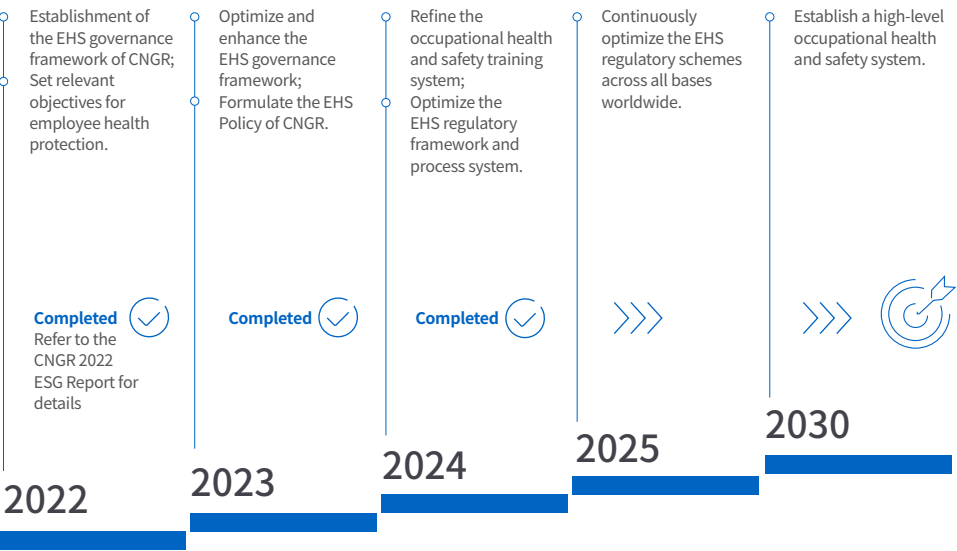 Establishment of
the EHS governance
framework of CNGR;
Set relevant
objectives for
employee health
protection.
Completed
Refer to the
CNGR 2022
ESG Report for
details
2022
Optimize and
enhance the
EHS governance
framework;
Formulate the EHS
Policy of CNGR.
Completed
2023
Refine the
occupational health
and safety training
system;
Optimize the
EHS regulatory
framework and
process system.
Completed
2024
Continuously
optimize the EHS
regulatory schemes
across all bases
worldwide.
2025
Establish a high-level
occupational health
and safety system.
2030